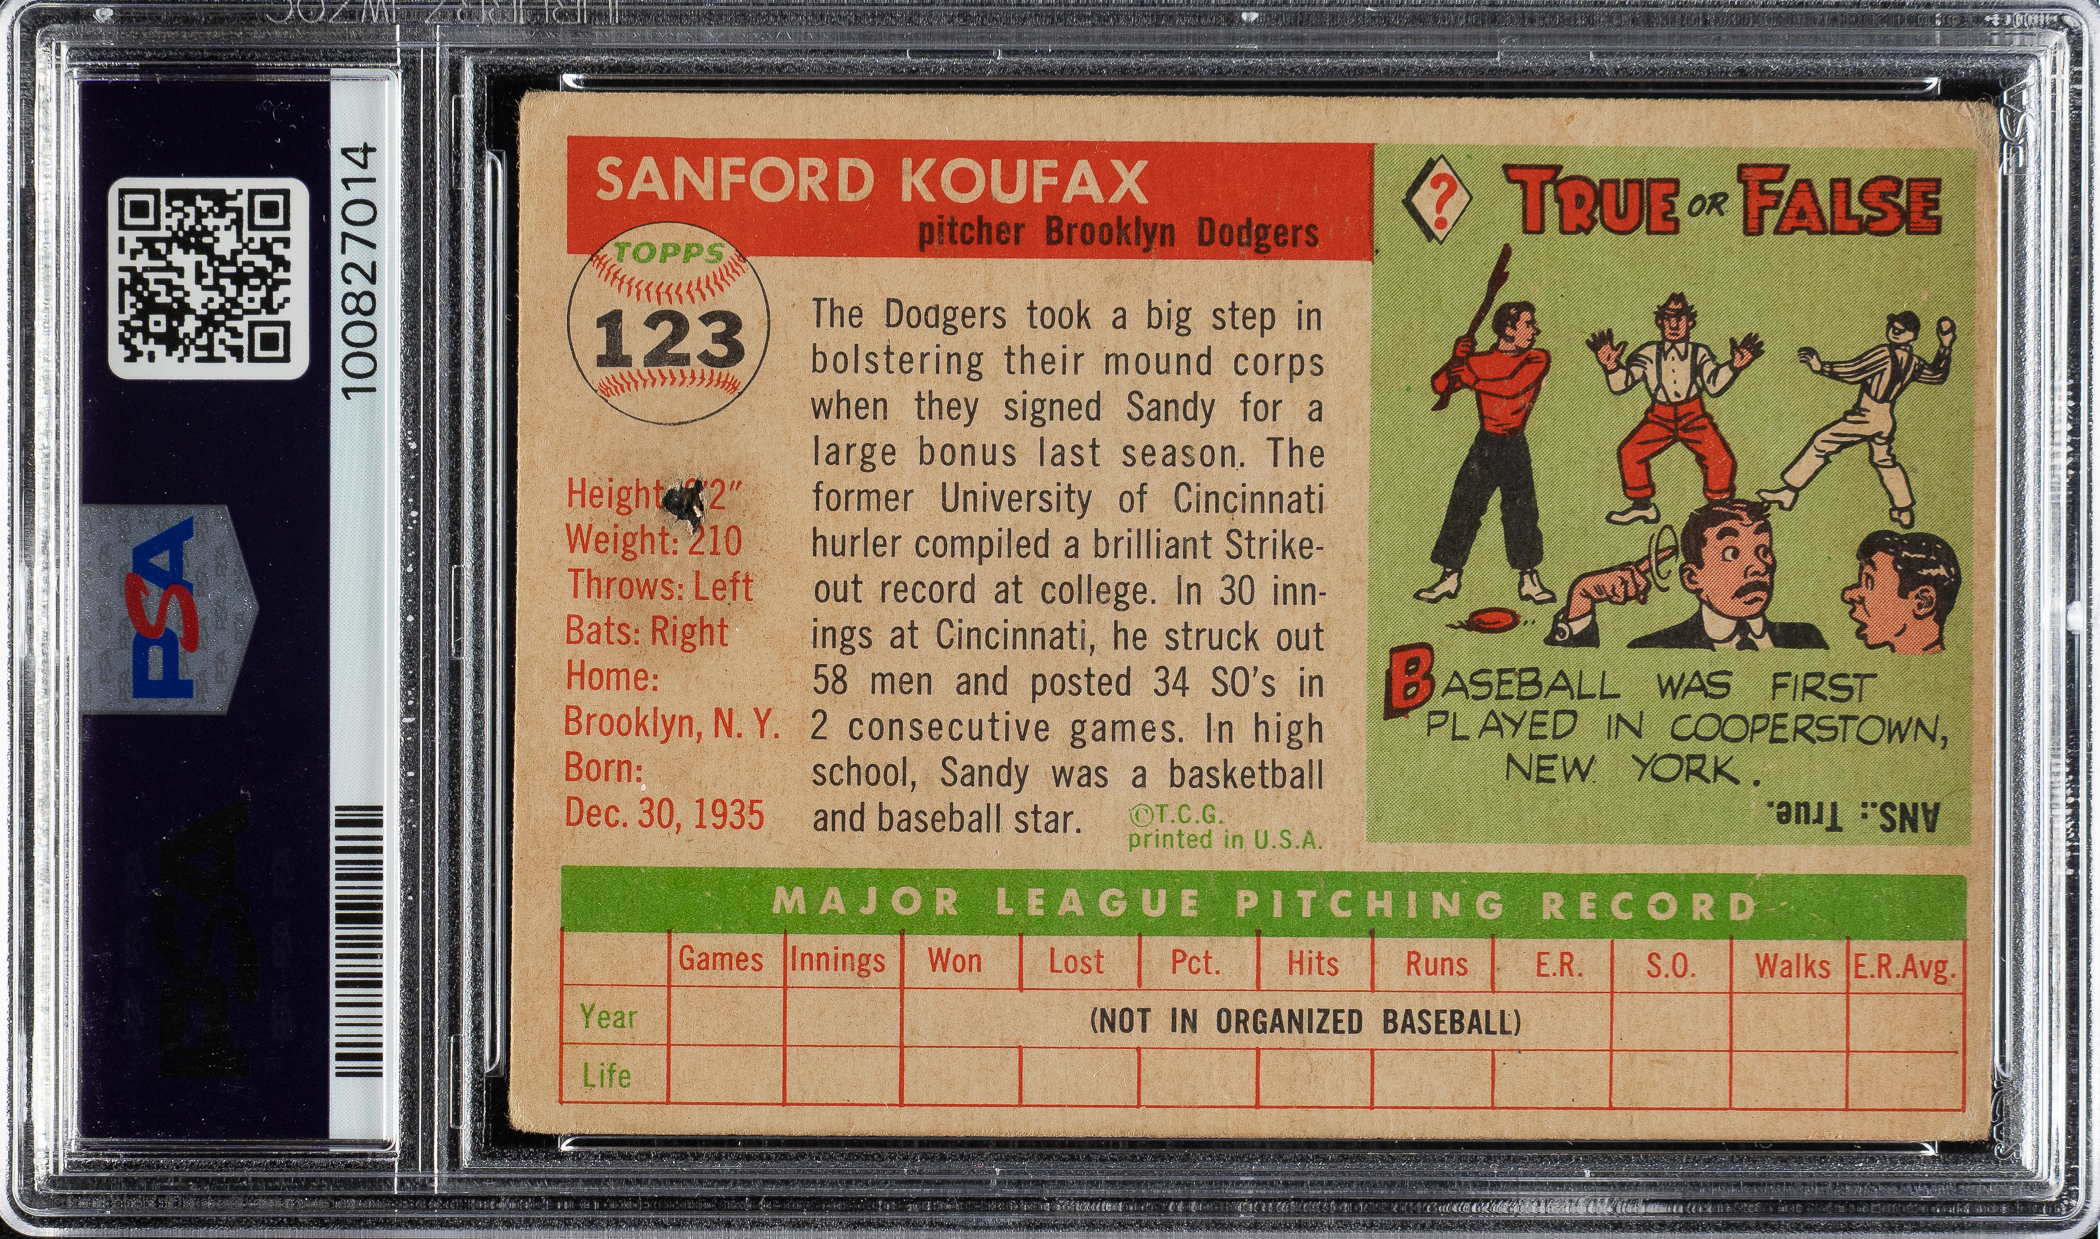 100827014
PSA
SANFORD KOUFAX
pitcher Brooklyn Dodgers
TOPPS
123
Height: 2"
Weight: 210
Throws: Left
Bats: Right
Home:
Brooklyn, N. Y.
Born:
Dec. 30, 1935
The Dodgers took a big step in
bolstering their mound corps
when they signed Sandy for a
large bonus last season. The
former University of Cincinnati
hurler compiled a brilliant Strike-
out record at college. In 30 inn-
ings at Cincinnati, he struck out
58 men and posted 34 SO's in
2 consecutive games. In high
school, Sandy was a basketball
and baseball star.
©T.C.G.
printed in U.S.A.
?
TRUE OR FALSE
BASEBALL WAS FIRST
PLAYED IN COOPERSTOWN,
NEW YORK.
ANS.: True.
MAJOR LEAGUE PITCHING RECORD
Games Innings Won Lost Pct. Hits Runs E.R. S.O. Walks E.R.Avg.
Year (NOT IN ORGANIZED BASEBALL)
Life
PSA